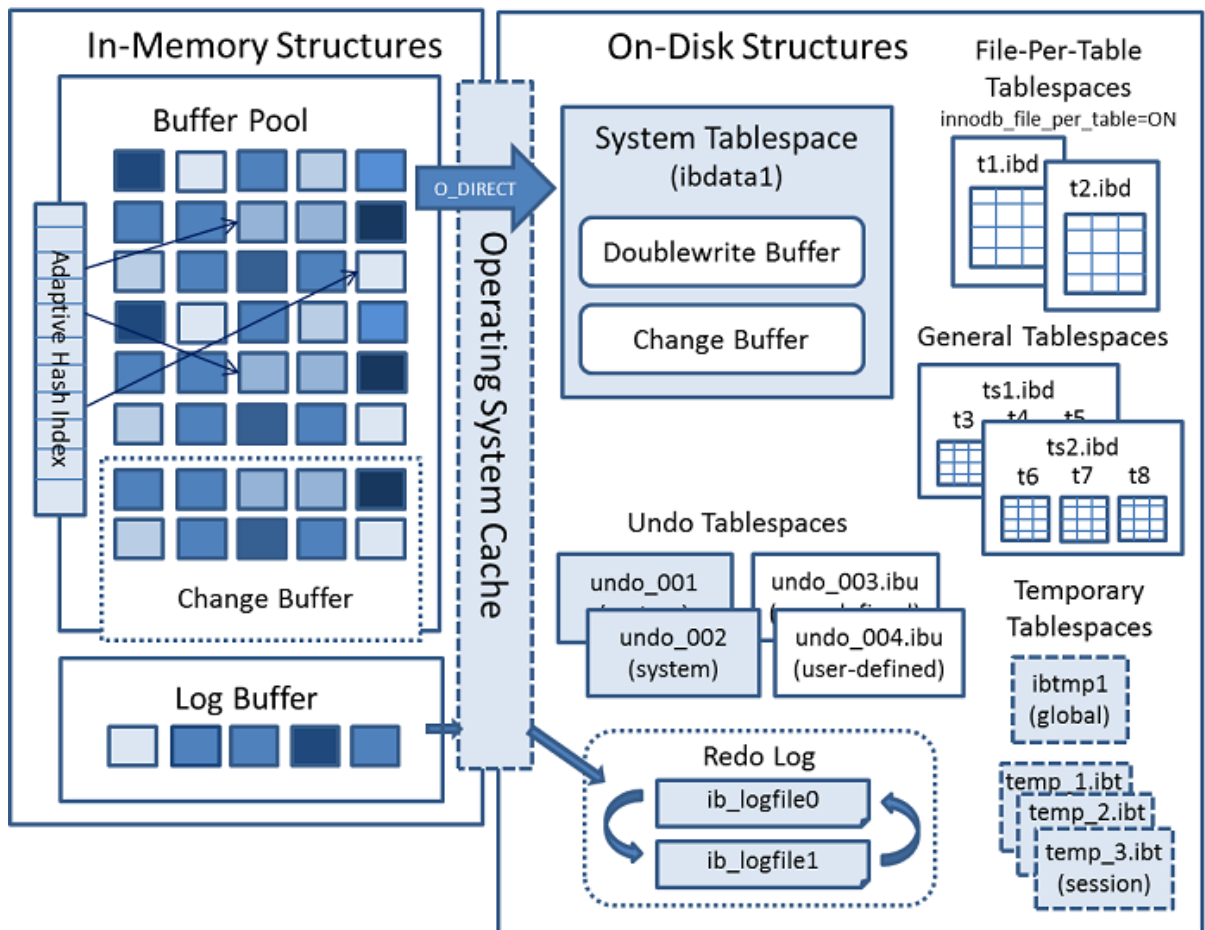 In-Memory Structures
Buffer Pool
Adaptive Hash Index
Change Buffer
Log Buffer
O_DIRECT
Operating System Cache
On-Disk Structures
System Tablespace
(ibdata1)
Doublewrite Buffer
Change Buffer
File-Per-Table
Tablespaces
innodb_file_per_table=ON
t1.ibd
t2.ibd
General Tablespaces
ts1.ibd
t3 t4 t5
ts2.ibd
t6 t7 t8
Undo Tablespaces
undo_001
undo_002
(system)
undo_003.ibu
undo_004.ibu
(user-defined)
Temporary
Tablespaces
ibtmp1
(global)
temp_1.ibt
temp_2.ibt
temp_3.ibt
(session)
Redo Log
ib_logfile0
ib_logfile1